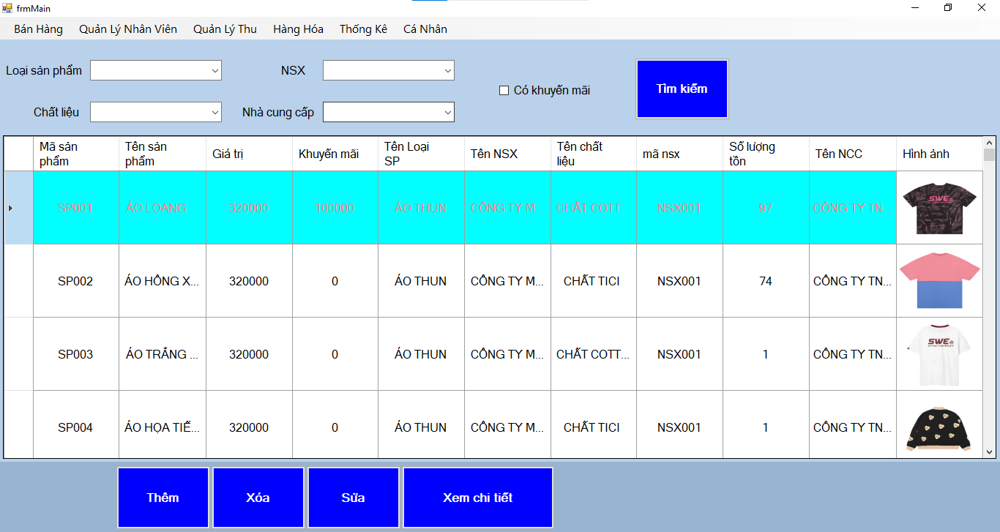 frmMain
Bán Hàng Quản Lý Nhân Viên Quản Lý Thu Hàng Hóa Thống Kê Cá Nhân
Loại sản phẩm NSX
Có khuyến mãi
Tìm kiếm
Chất liệu Nhà cung cấp
Mã sản phẩm Tên sản phẩm Giá trị Khuyến mãi Tên Loại SP Tên NSX Tên chất liệu mã nsx Số lượng tồn Tên NCC Hình ảnh
SP001 ÁO LOANG 320000 100000 ÁO THUN CÔNG TY M... CHẤT COTT... NSX001 97 CÔNG TY TN... SWE
SP002 ÁO HỒNG X... 320000 0 ÁO THUN CÔNG TY M... CHẤT TICI NSX001 74 CÔNG TY TN...
SP003 ÁO TRẮNG ... 320000 0 ÁO THUN CÔNG TY M... CHẤT COTT... NSX001 1 CÔNG TY TN... SWE
SP004 ÁO HỌA TIẾ... 320000 0 ÁO THUN CÔNG TY M... CHẤT TICI NSX001 1 CÔNG TY TN...
Thêm Xóa Sửa Xem chi tiết